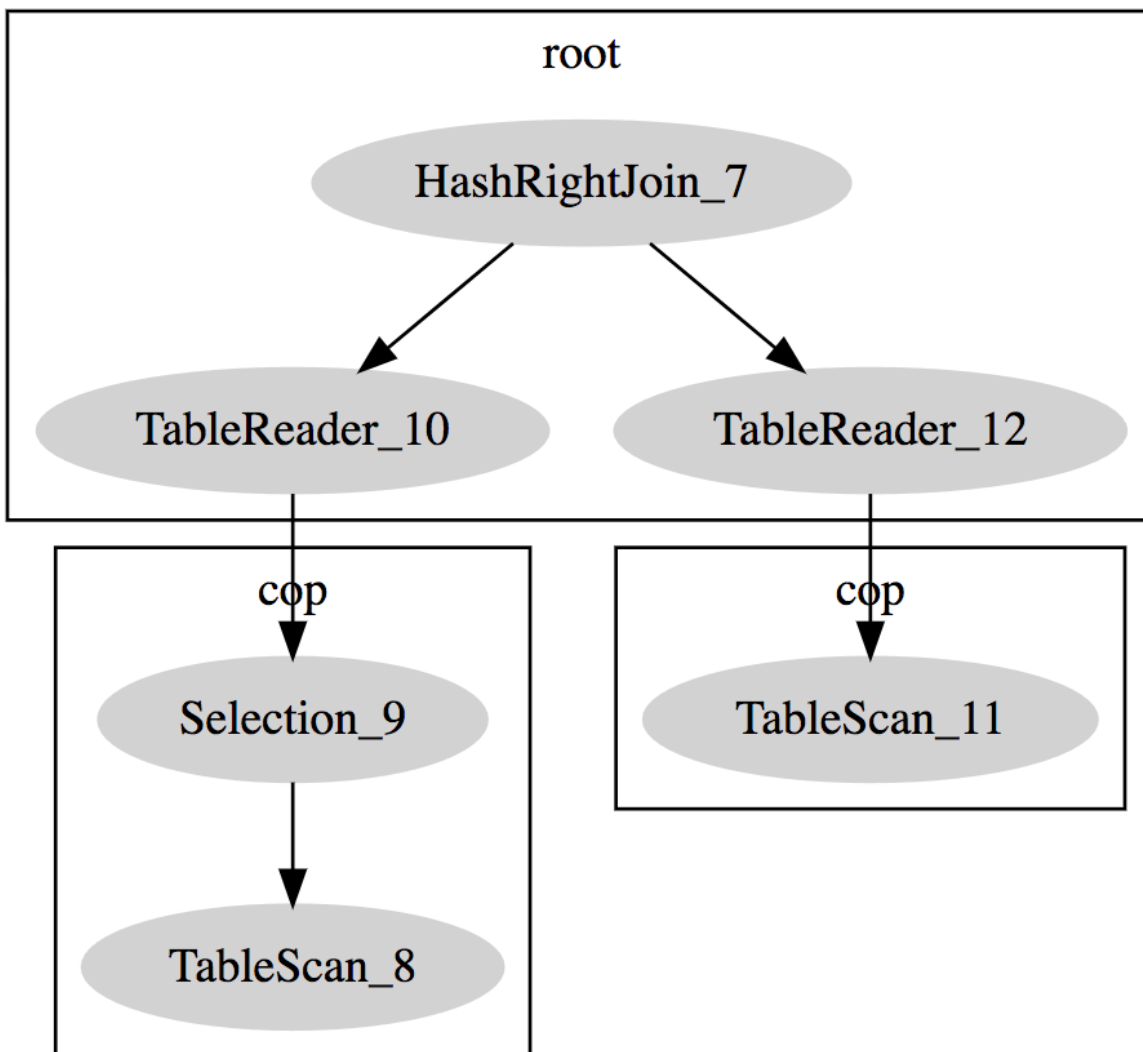 root
HashRightJoin_7
TableReader_10
TableReader_12
cop
cop
Selection_9
TableScan_11
TableScan_8